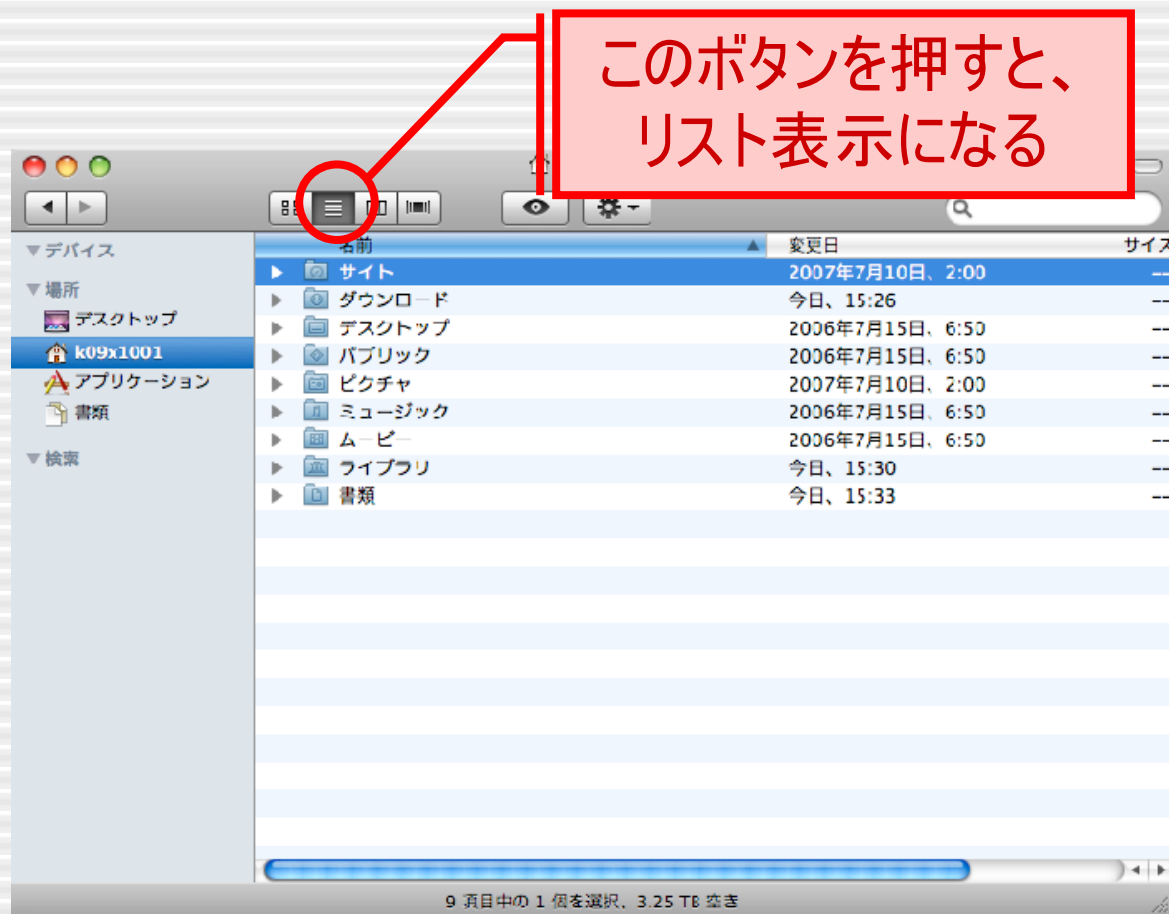 このボタンを押すと、
リスト表示になる
▼デバイス
▼場所
デスクトップ
k09x1001
アプリケーション
書類
▼検索
名前 変更日 サイズ
サイト 2007年7月10日、2:00 --
ダウンロード 今日、15:26 --
デスクトップ 2006年7月15日、6:50 --
パブリック 2006年7月15日、6:50 --
ピクチャ 2007年7月10日、2:00 --
ミュージック 2006年7月15日、6:50 --
ムービー 2006年7月15日、6:50 --
ライブラリ 今日、15:30 --
書類 今日、15:33 --
9 項目中の 1 個を選択、3.25 TB 空き